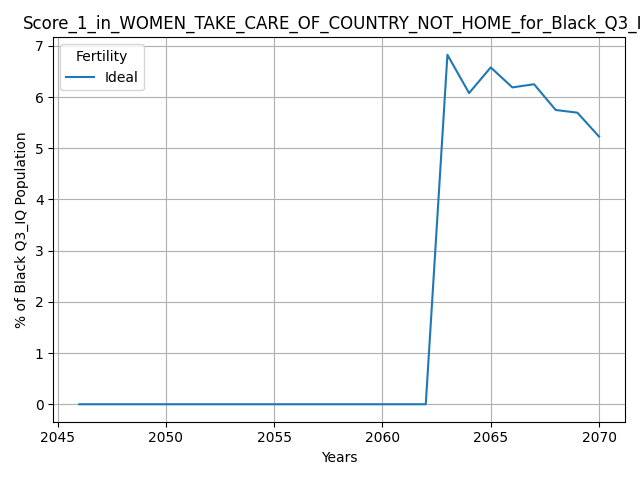 Score_1_in_WOMEN_TAKE_CARE_OF_COUNTRY_NOT_HOME_for_Black_Q3_I
Fertility
Ideal
% of Black Q3_IQ Population
7
6
5
4
3
2
1
0
2045 2050 2055 2060 2065 2070
Years